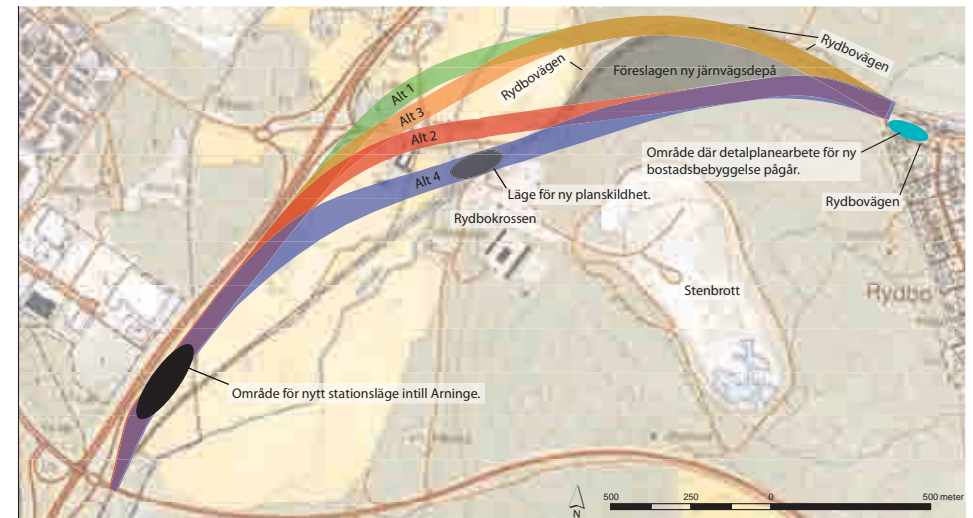 Rydbovägen
Rydbovägen
Föreslagen ny järnvägsdepå
Alt 1
Alt 3
Alt 2
Alt 4
Område där detaljplanearbete för ny
bostadsbebyggelse pågår.
Läge för ny planskildhet.
Rydbovägen
Rydbokrossen
Stenbrott
Rydbo
Område för nytt stationsläge intill Arninge.
N
500 250 0 500 meter